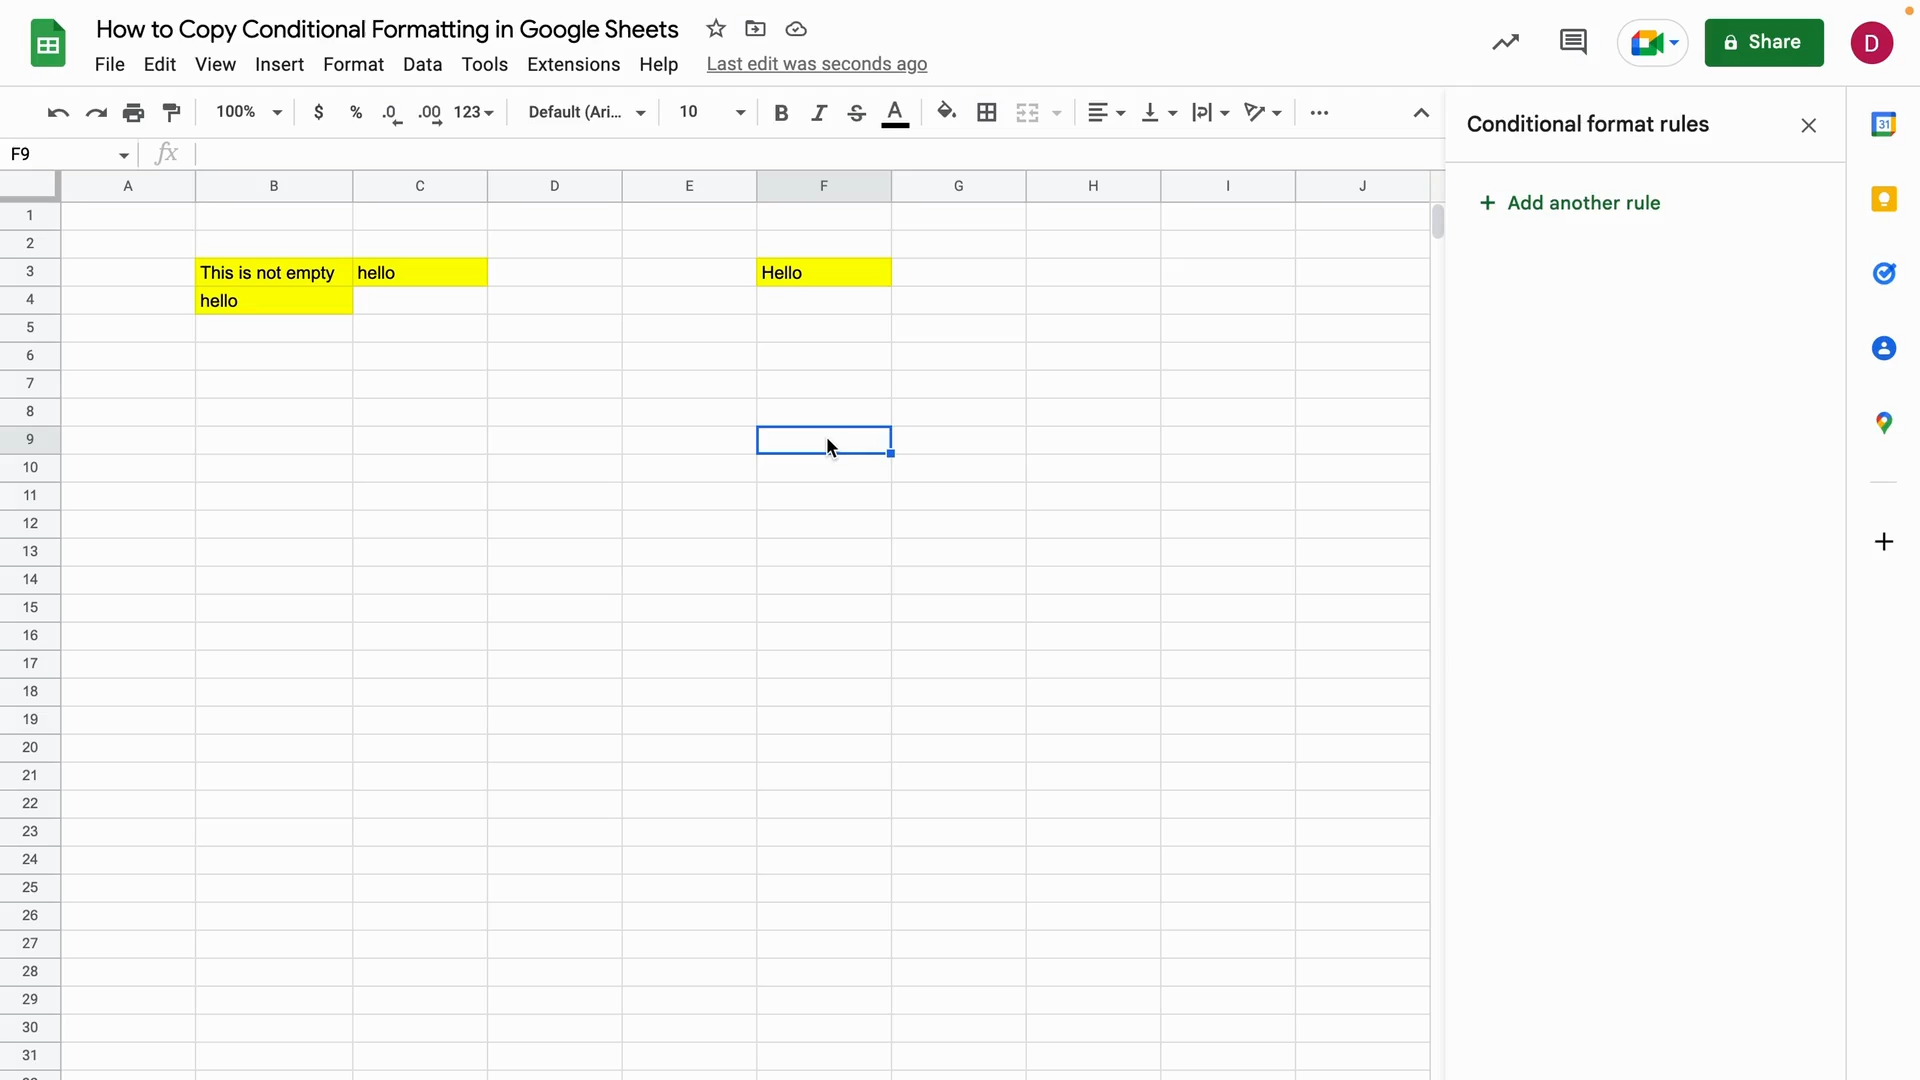 How to Copy Conditional Formatting in Google Sheets
Share
D
File Edit View Insert Format Data Tools Extensions Help Last edit was seconds ago
100% $ % .0 .00 123 Default (Ari... 10 B I S A
Conditional format rules
31
F9 fx
A B C D E F G H I J
+ Add another rule
1
2
3 This is not empty hello Hello
4 hello
5
6
7
8
9
10
11
12
13
14
15
16
17
18
19
20
21
22
23
24
25
26
27
28
29
30
31